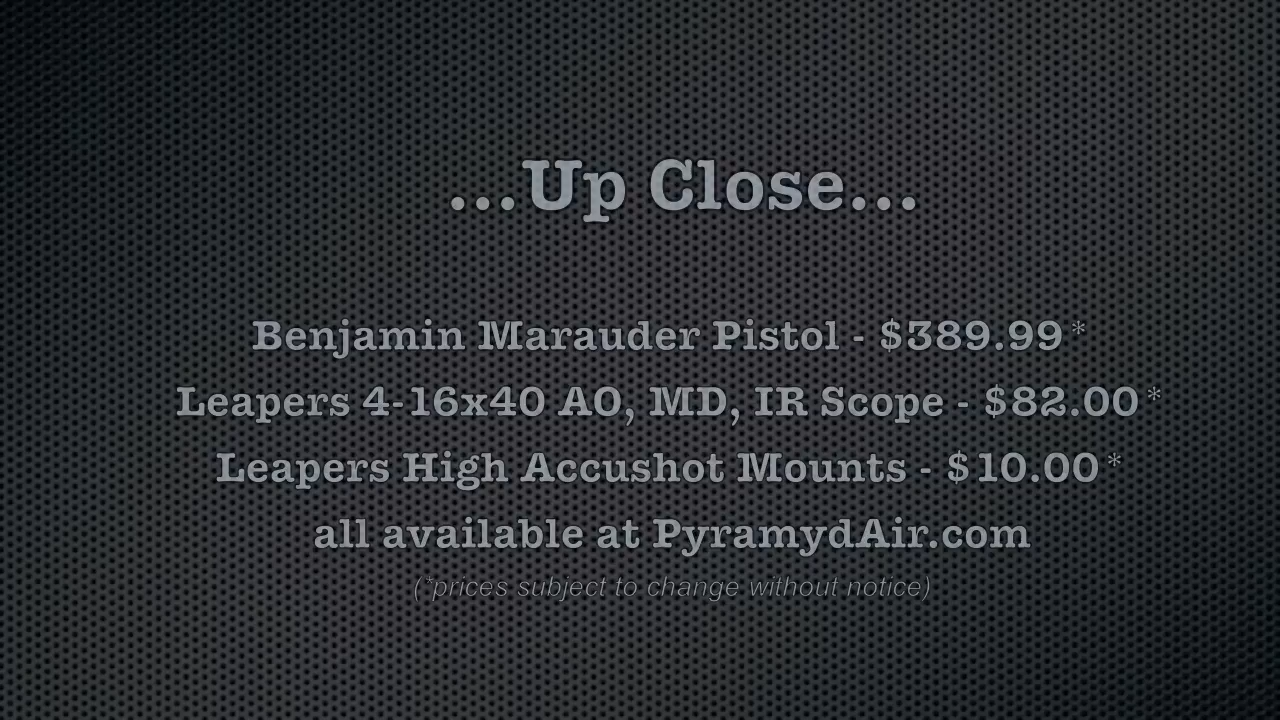 ...Up Close...
Benjamin Marauder Pistol - $389.99*
Leapers 4-16x40 AO, MD, IR Scope - $82.00*
Leapers High Accushot Mounts - $10.00*
all available at PyramydAir.com
(*prices subject to change without notice)